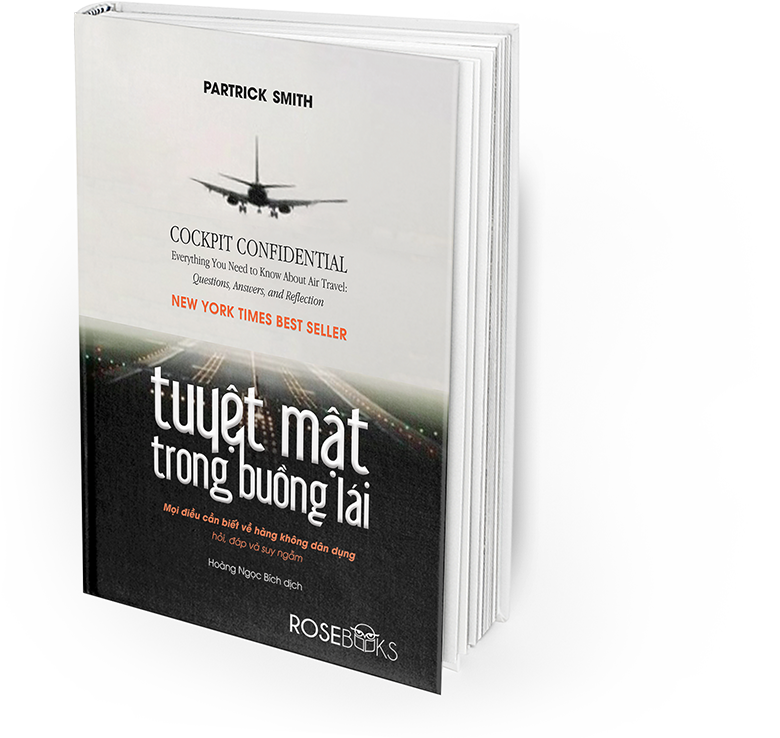 PARTRICK SMITH
COCKPIT CONFIDENTIAL
Everything You Need to Know About Air Travel:
Questions, Answers, and Reflection
NEW YORK TIMES BEST SELLER
tuyệt mật
trong buồng lái
Mọi điều cần biết về hàng không dân dụng
hỏi, đáp và suy ngẫm
Hoàng Ngọc Bích dịch
ROSEBOOKS